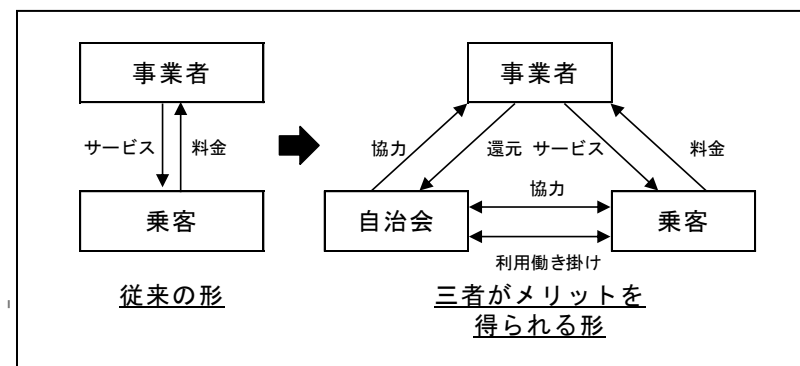 事業者
サービス
料金
乗客
従来の形
事業者
協力
還元
サービス
料金
自治会
協力
利用働き掛け
乗客
三者がメリットを
得られる形